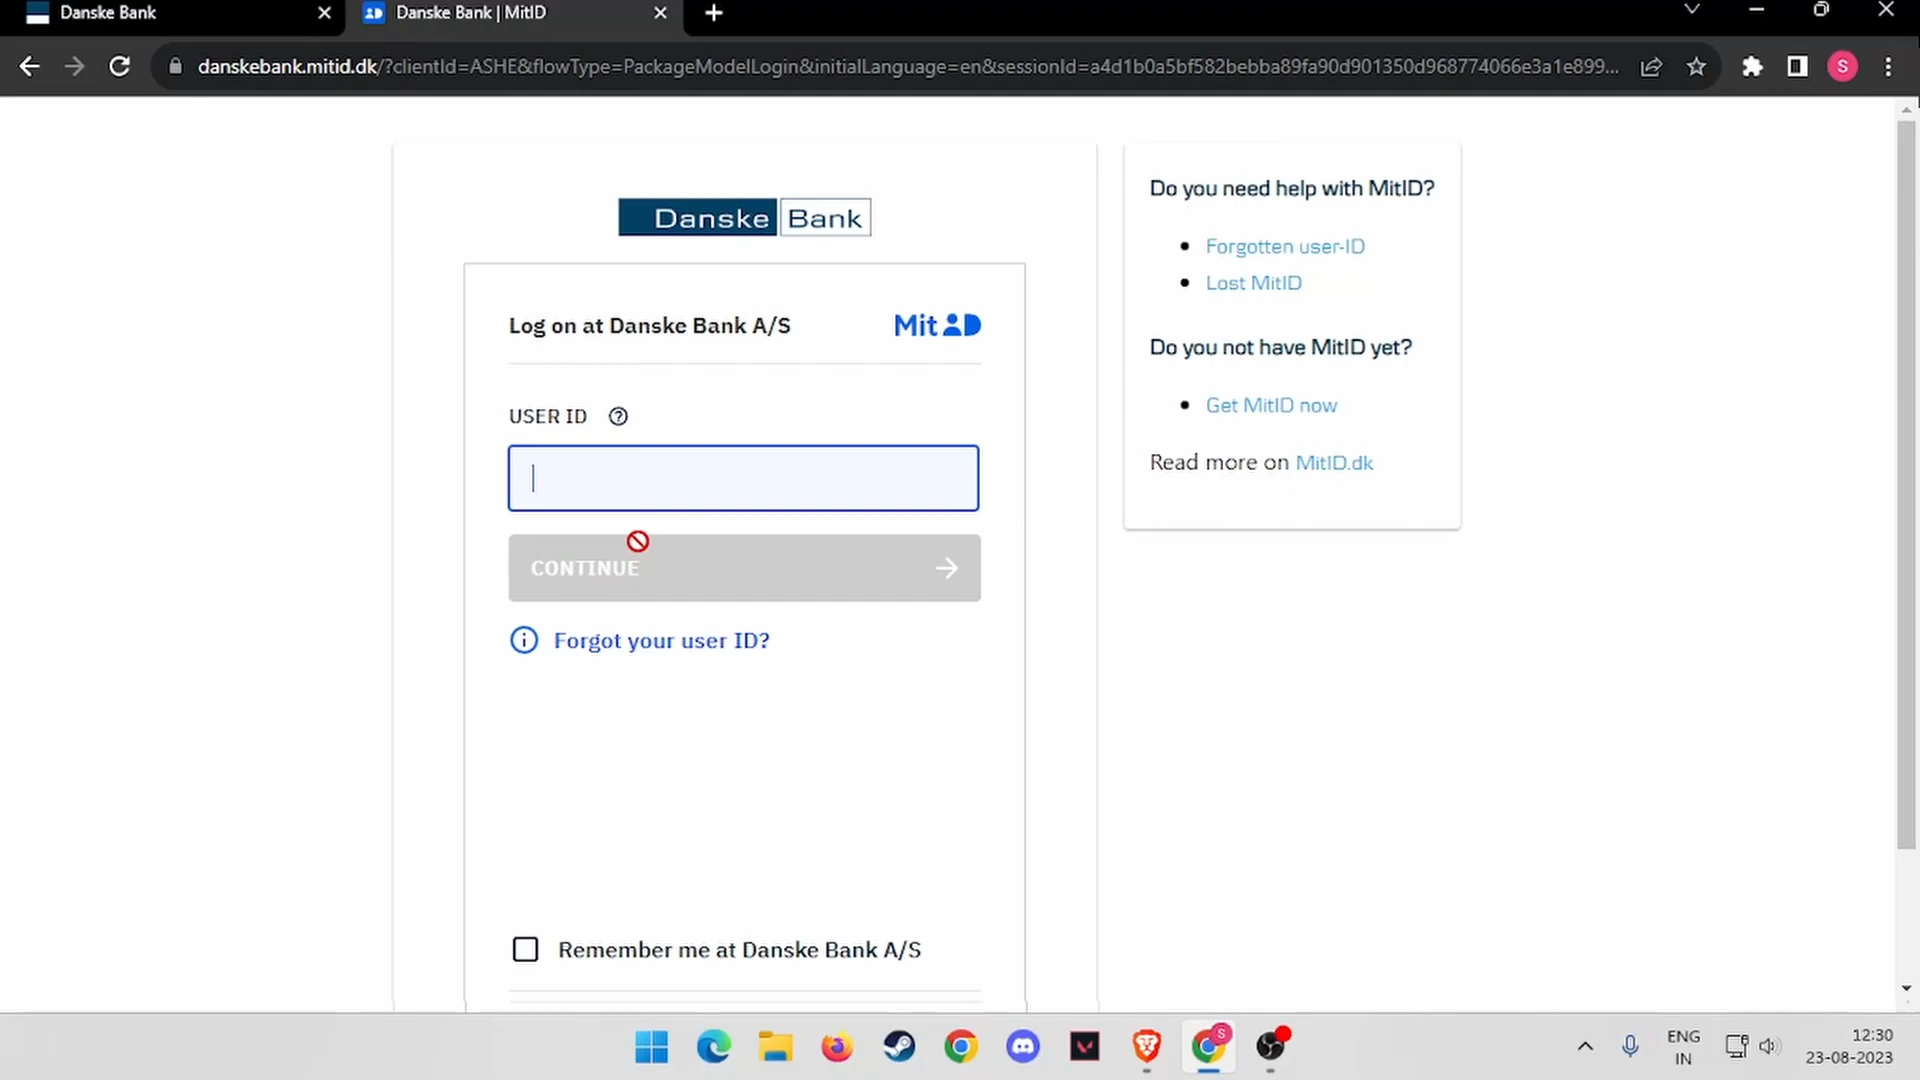 Danske Bank
Danske Bank | MitID
danskebank.mitid.dk/?clientId=ASHE&flowType=PackageModelLogin&initialLanguage=en&sessionId=a4d1b0a5bf582bebba89fa90d901350d968774066e3a1e899...
S
Danske Bank
Log on at Danske Bank A/S
MitID
USER ID
CONTINUE
Forgot your user ID?
Remember me at Danske Bank A/S
Do you need help with MitID?
Forgotten user-ID
Lost MitID
Do you not have MitID yet?
Get MitID now
Read more on MitID.dk
S
ENG
IN
12:30
23-08-2023